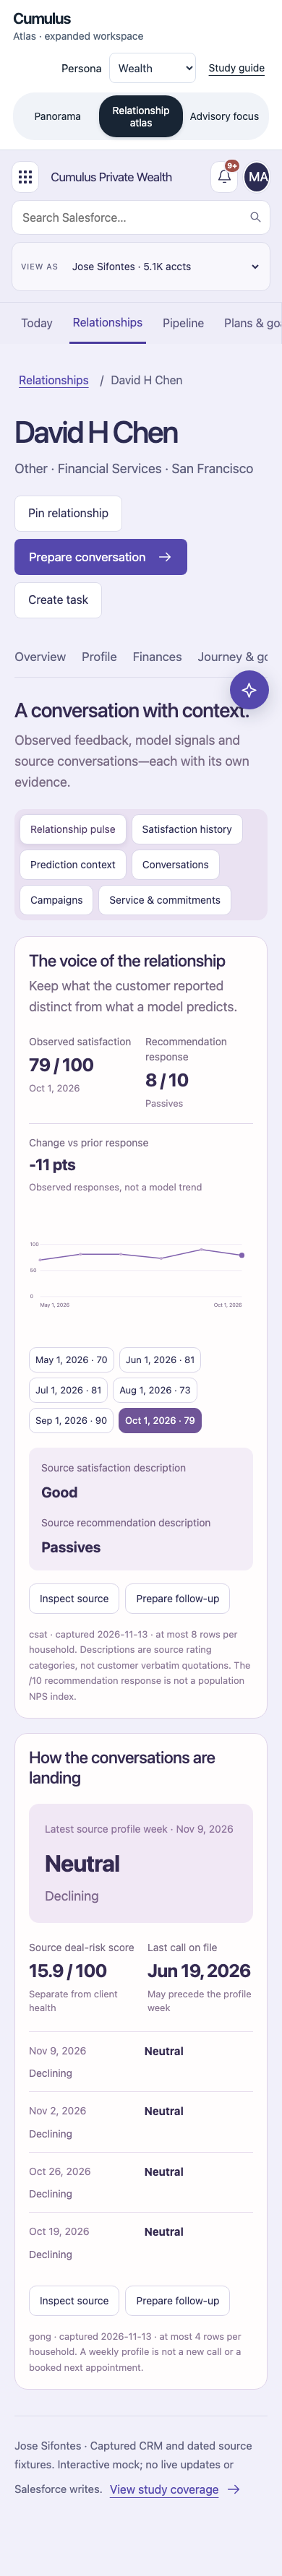 Cumulus
Atlas · expanded workspace
Persona Wealth Study guide
Panorama Relationship atlas Advisory focus
Cumulus Private Wealth 9+ MA
Search Salesforce...
VIEW AS Jose Sifontes · 5.1K accts
Today Relationships Pipeline Plans & goa
Relationships / David H Chen
David H Chen
Other · Financial Services · San Francisco
Pin relationship
Prepare conversation →
Create task
Overview Profile Finances Journey & go
A conversation with context.
Observed feedback, model signals and
source conversations—each with its own
evidence.
Relationship pulse Satisfaction history
Prediction context Conversations
Campaigns Service & commitments
The voice of the relationship
Keep what the customer reported
distinct from what a model predicts.
Observed satisfaction
79 / 100
Oct 1, 2026
Recommendation
response
8 / 10
Passives
Change vs prior response
-11 pts
Observed responses, not a model trend
100
50
0
May 1, 2026 Oct 1, 2026
May 1, 2026 · 70 Jun 1, 2026 · 81
Jul 1, 2026 · 81 Aug 1, 2026 · 73
Sep 1, 2026 · 90 Oct 1, 2026 · 79
Source satisfaction description
Good
Source recommendation description
Passives
Inspect source Prepare follow-up
csat · captured 2026-11-13 · at most 8 rows per
household. Descriptions are source rating
categories, not customer verbatim quotations. The
/10 recommendation response is not a population
NPS index.
How the conversations are
landing
Latest source profile week · Nov 9, 2026
Neutral
Declining
Source deal-risk score
15.9 / 100
Separate from client
health
Last call on file
Jun 19, 2026
May precede the profile
week
Nov 9, 2026 Neutral
Declining
Nov 2, 2026 Neutral
Declining
Oct 26, 2026 Neutral
Declining
Oct 19, 2026 Neutral
Declining
Inspect source Prepare follow-up
gong · captured 2026-11-13 · at most 4 rows per
household. A weekly profile is not a new call or a
booked next appointment.
Jose Sifontes · Captured CRM and dated source
fixtures. Interactive mock; no live updates or
Salesforce writes. View study coverage →